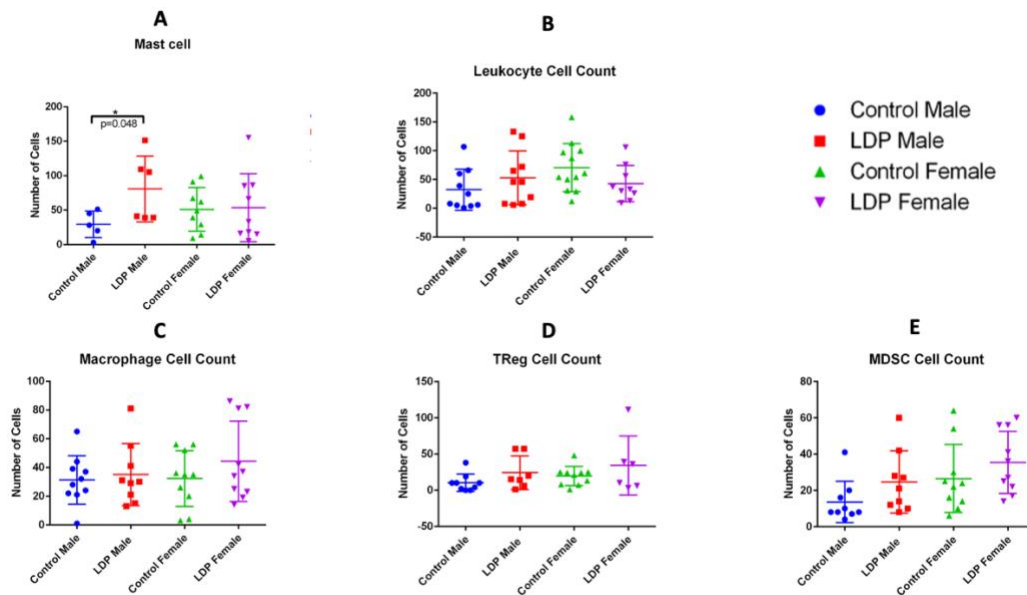 A
Mast cell
Number of Cells
200
150
100
50
0
*
p=0.048
Control Male
LDP Male
Control Female
LDP Female
B
Leukocyte Cell Count
Number of Cells
200
150
100
50
0
-50
Control Male
LDP Male
Control Female
LDP Female
Control Male
LDP Male
Control Female
LDP Female
C
Macrophage Cell Count
Number of Cells
100
80
60
40
20
0
Control Male
LDP Male
Control Female
LDP Female
D
TReg Cell Count
Number of Cells
150
100
50
0
-50
Control Male
LDP Male
Control Female
LDP Female
E
MDSC Cell Count
Number of Cells
80
60
40
20
0
Control Male
LDP Male
Control Female
LDP Female